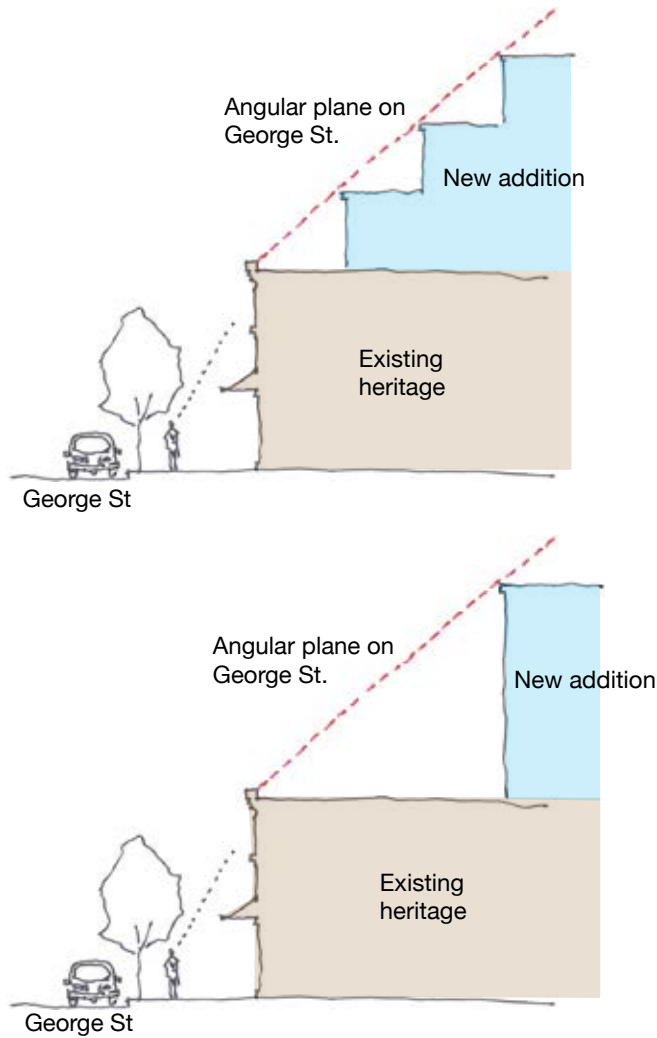 Angular plane on
George St.
New addition
Existing
heritage
George St
Angular plane on
George St.
New addition
Existing
heritage
George St